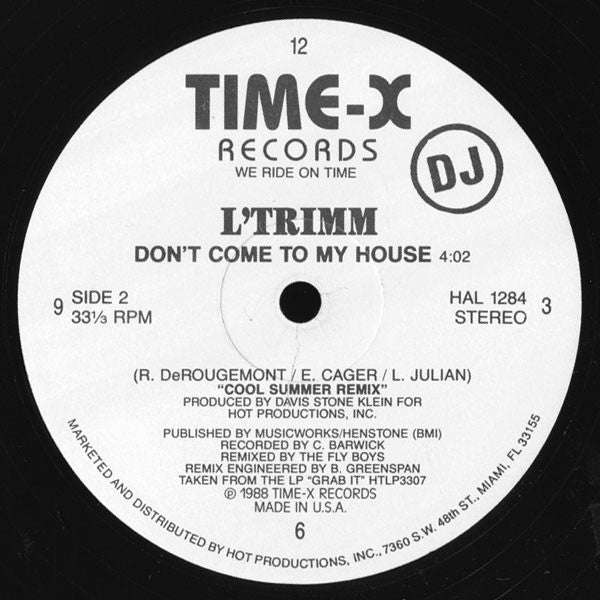 12
TIME-X
RECORDS
WE RIDE ON TIME
DJ
L'TRIMM
DON'T COME TO MY HOUSE 4:02
9 SIDE 2
33⅓ RPM
HAL 1284 3
STEREO
(R. DeROUGEMONT / E. CAGER / L. JULIAN)
"COOL SUMMER REMIX"
PRODUCED BY DAVIS STONE KLEIN FOR
HOT PRODUCTIONS, INC.
PUBLISHED BY MUSICWORKS/HENSTONE (BMI)
RECORDED BY C. BARWICK
REMIXED BY THE FLY BOYS
REMIX ENGINEERED BY B. GREENSPAN
TAKEN FROM THE LP "GRAB IT" HTLP3307
℗ 1988 TIME-X RECORDS
MADE IN U.S.A.
6
MARKETED AND DISTRIBUTED BY HOT PRODUCTIONS, INC., 7360 S.W. 48th ST., MIAMI, FL 33155